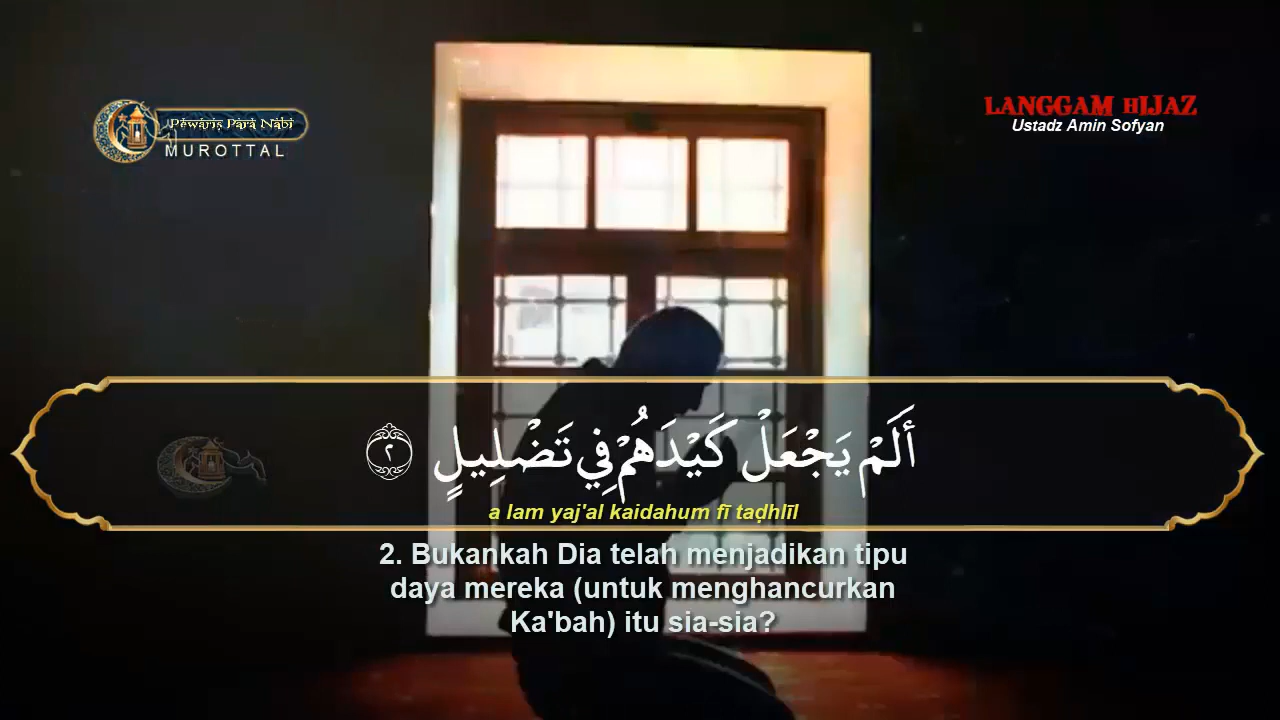 Pewaris Para Nabi
MUROTTAL
LANGGAM HIJAZ
Ustadz Amin Sofyan
أَلَمْ يَجْعَلْ كَيْدَهُمْ فِي تَضْلِيلٍ ٢
a lam yaj'al kaidahum fī taḍhlīl
2. Bukankah Dia telah menjadikan tipu
daya mereka (untuk menghancurkan
Ka'bah) itu sia-sia?